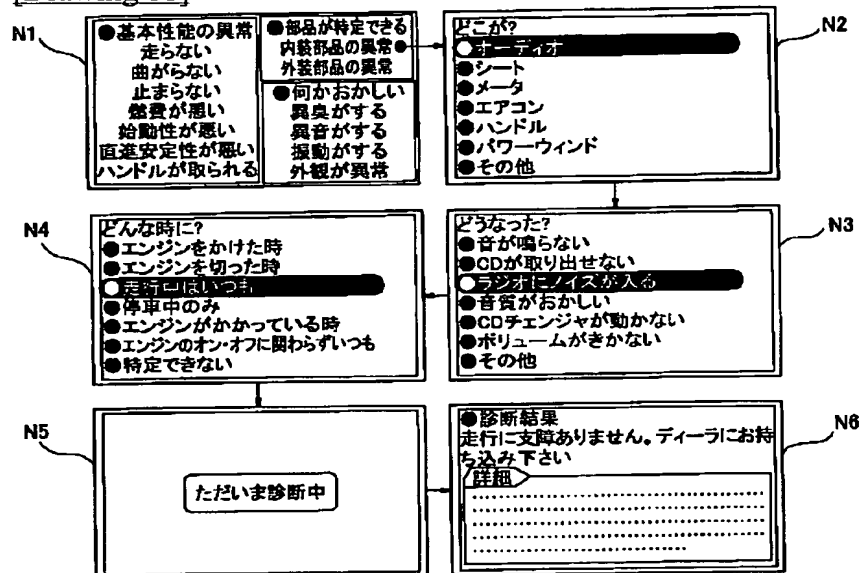 [Drawing 11]
N1
●基本性能の異常
走らない
曲がらない
止まらない
燃費が悪い
始動性が悪い
直進安定性が悪い
ハンドルが取られる
●部品が特定できる
内装部品の異常●
外装部品の異常
●何かおかしい
異臭がする
異音がする
振動がする
外観が異常
N2
どこが?
●オーディオ
●シート
●メータ
●エアコン
●ハンドル
●パワーウィンド
●その他
N4
どんな時に?
●エンジンをかけた時
●エンジンを切った時
●走行中はいつも
●停車中のみ
●エンジンがかかっている時
●エンジンのオン・オフに関わらずいつも
●特定できない
N3
どうなった?
●音が鳴らない
●CDが取り出せない
●ラジオにノイズが入る
●音質がおかしい
●CDチェンジャが動かない
●ボリュームがきかない
●その他
N5
ただいま診断中
N6
●診断結果
走行に支障ありません。ディーラにお持
ち込み下さい
詳細